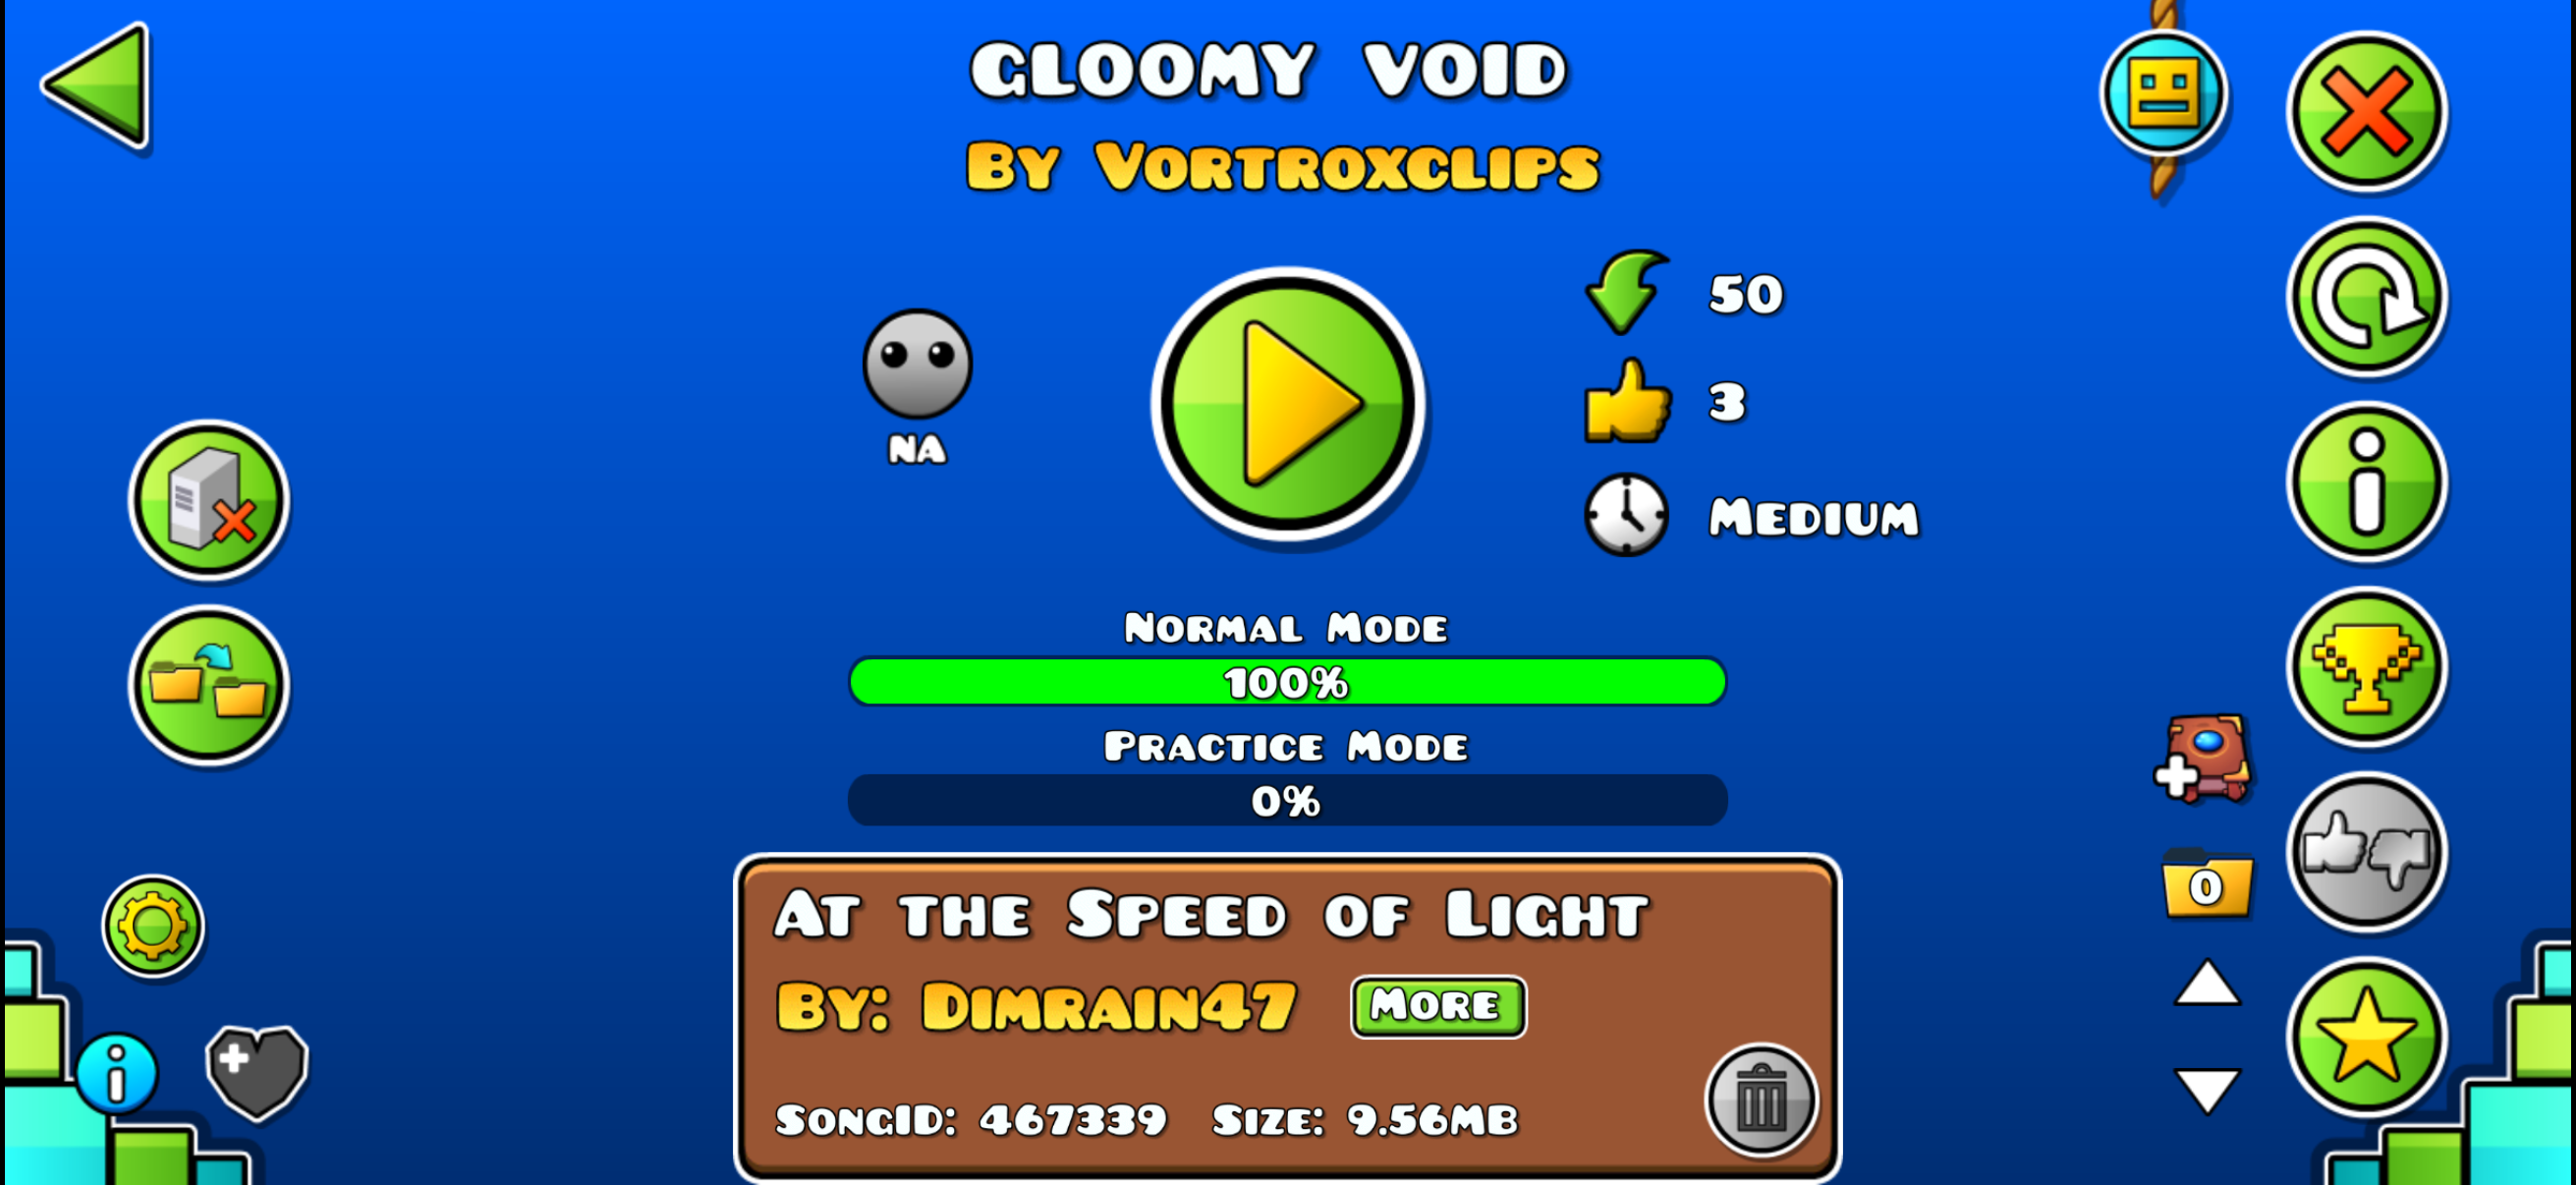 GLOOMY VOID
By Vortroxclips
50
3
Medium
NA
Normal Mode
100%
Practice Mode
0%
0
At the Speed of Light
By: Dimrain47
More
SongID: 467339 Size: 9.56MB